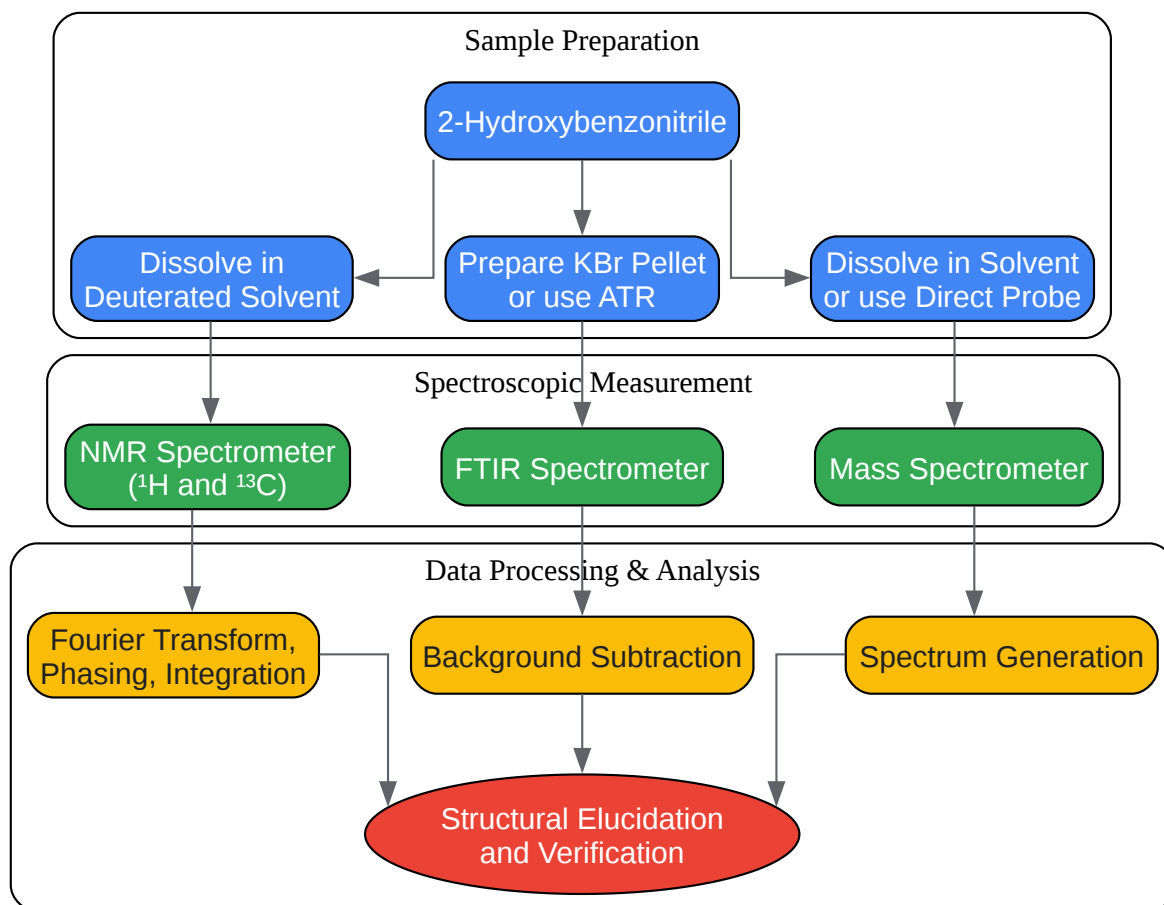 Sample Preparation
2-Hydroxybenzonitrile
Dissolve in
Deuterated Solvent
Prepare KBr Pellet
or use ATR
Dissolve in Solvent
or use Direct Probe
Spectroscopic Measurement
NMR Spectrometer
(¹H and ¹³C)
FTIR Spectrometer
Mass Spectrometer
Data Processing & Analysis
Fourier Transform,
Phasing, Integration
Background Subtraction
Spectrum Generation
Structural Elucidation
and Verification